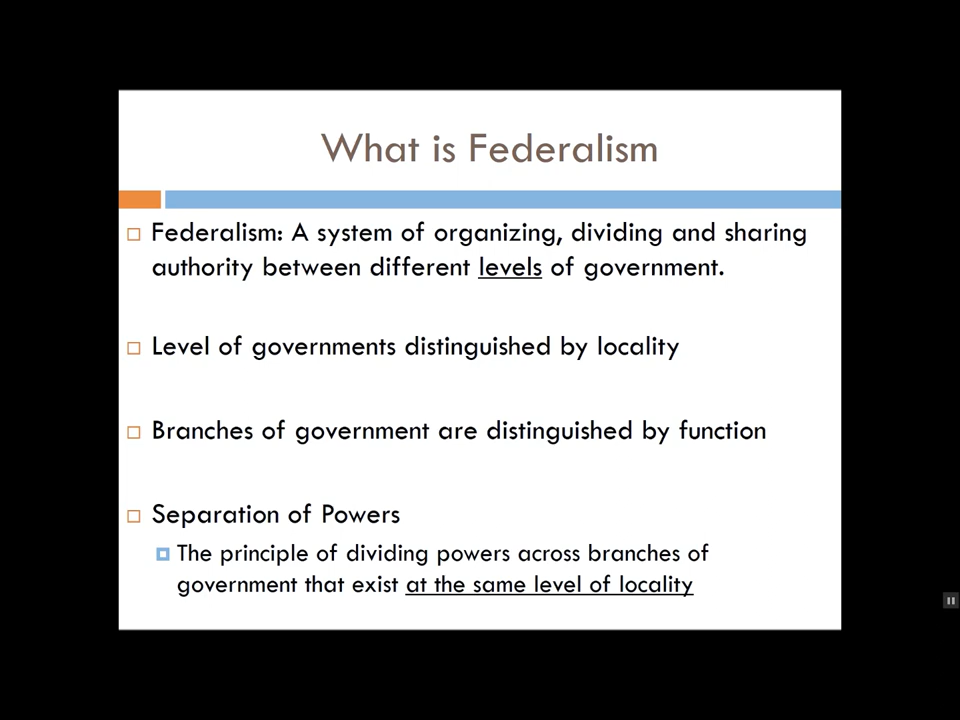 What is Federalism
Federalism: A system of organizing, dividing and sharing
authority between different levels of government.
Level of governments distinguished by locality
Branches of government are distinguished by function
Separation of Powers
The principle of dividing powers across branches of
government that exist at the same level of locality